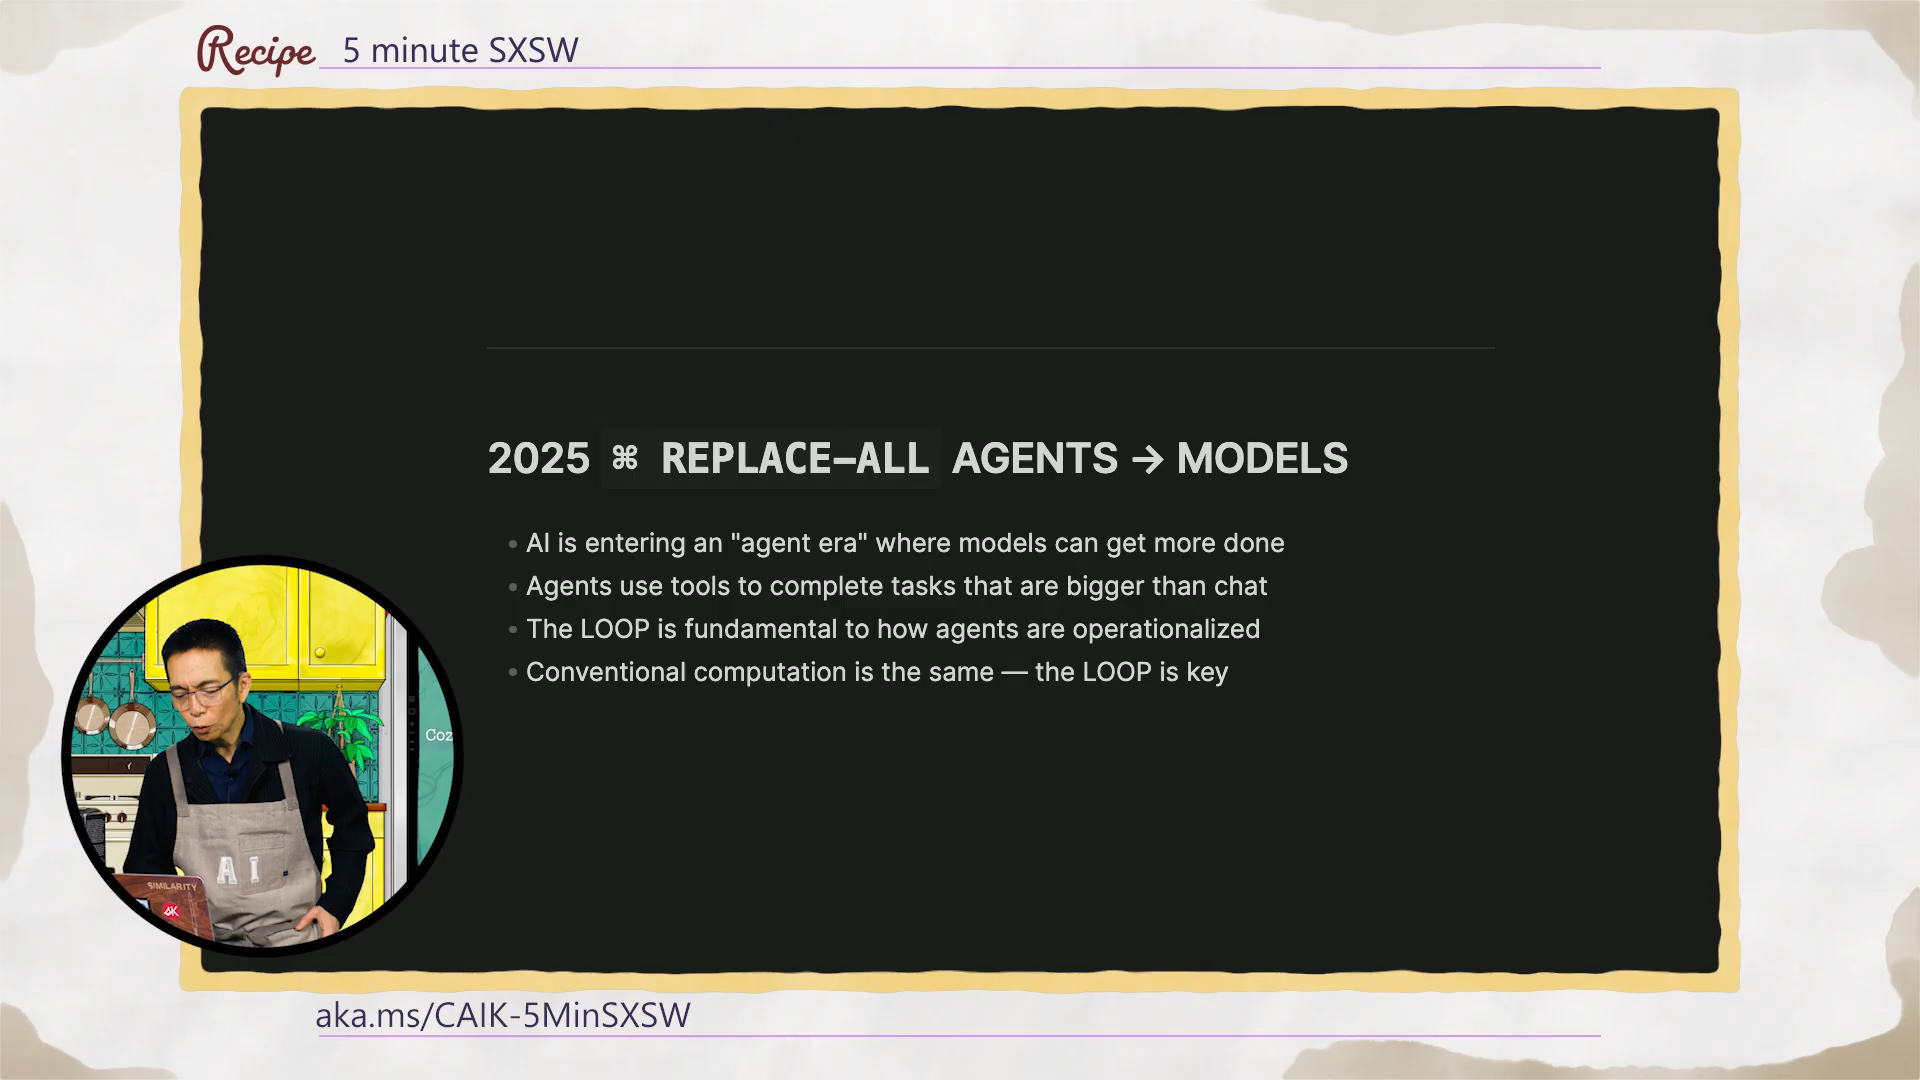 Recipe 5 minute SXSW
2025 ⌘ REPLACE-ALL AGENTS → MODELS
• AI is entering an "agent era" where models can get more done
• Agents use tools to complete tasks that are bigger than chat
• The LOOP is fundamental to how agents are operationalized
• Conventional computation is the same — the LOOP is key
Coz
AI
SIMILARITY
aka.ms/CAIK-5MinSXSW